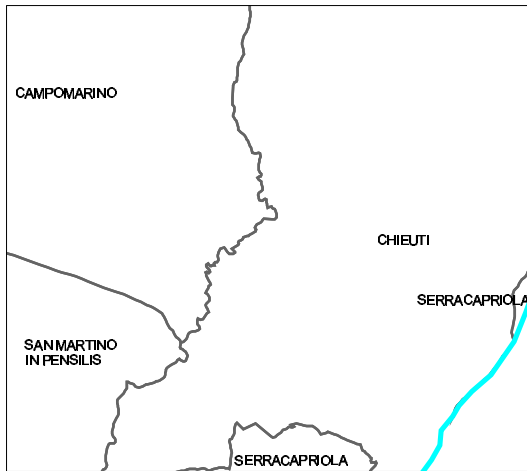 CAMPOMARINO
CHIEUTI
SERRACAPRIOLA
SAN MARTINO
IN PENSILIS
SERRACAPRIOLA